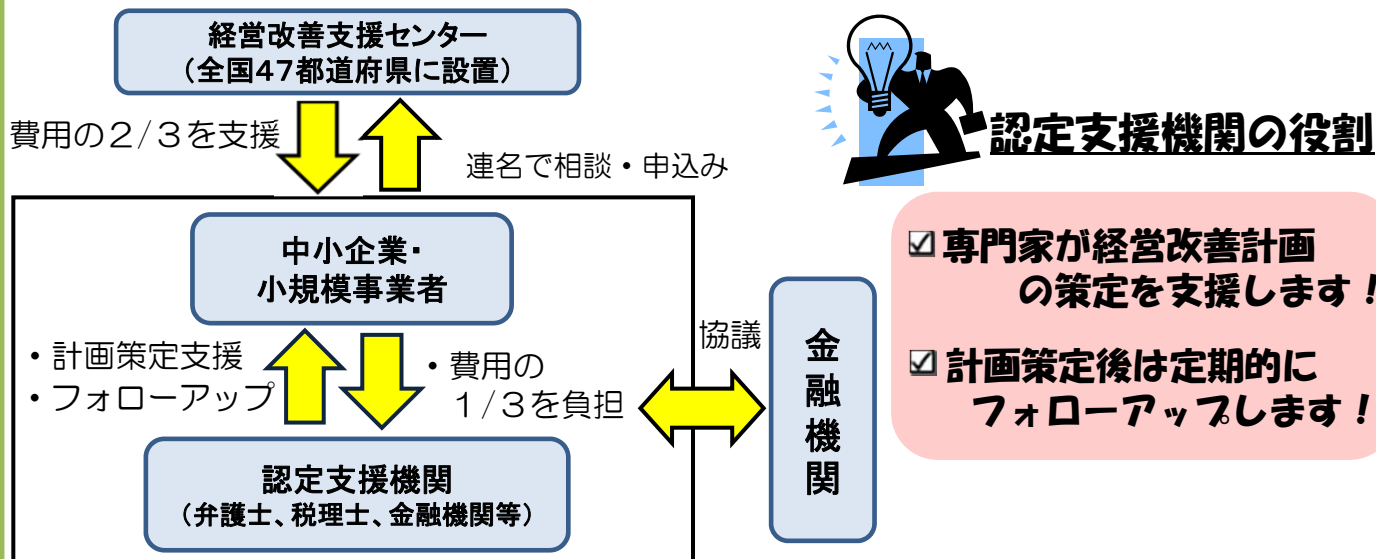 経営改善支援センター
（全国47都道府県に設置）
費用の２/３を支援
連名で相談・申込み
中小企業・
小規模事業者
・計画策定支援
・フォローアップ
・費用の
１/３を負担
協議
金融機関
認定支援機関
（弁護士、税理士、金融機関等）
認定支援機関の役割
☑専門家が経営改善計画
の策定を支援します！
☑計画策定後は定期的に
フォローアップします！